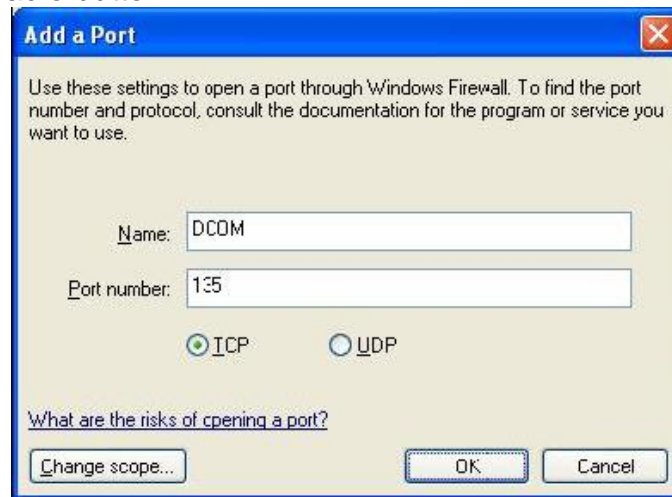 Add a Port
Use these settings to open a port through Windows Firewall. To find the port
number and protocol, consult the documentation for the program or service you
want to use.
Name: DCOM
Port number: 135
TCP UDP
What are the risks of opening a port?
Change scope... OK Cancel